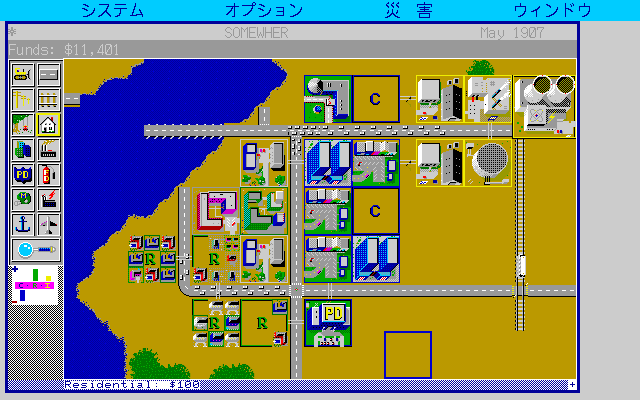 システム オプション 災 害 ウィンドウ
SOMEWHER May 1907
Funds: $11,401
C
C
R
R
R
R
PD
PD
Residential: $100